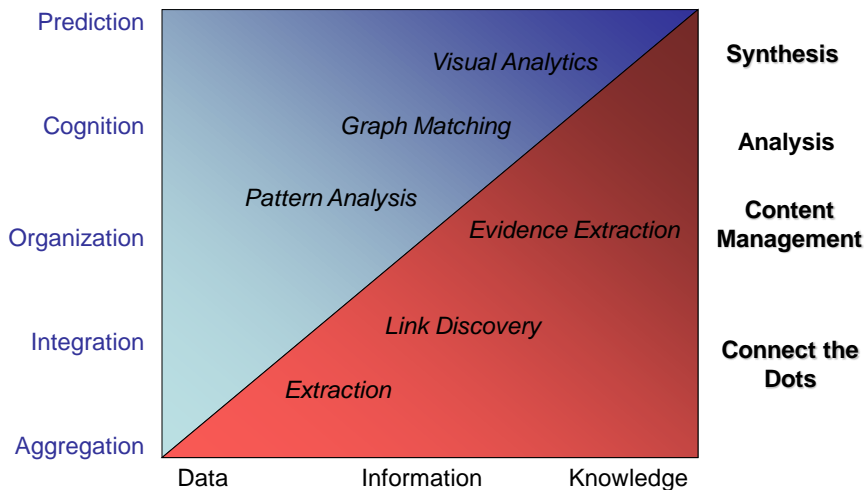 Prediction
Visual Analytics
Synthesis
Cognition
Graph Matching
Analysis
Pattern Analysis
Content
Management
Organization
Evidence Extraction
Integration
Link Discovery
Connect the
Dots
Extraction
Aggregation
Data
Information
Knowledge